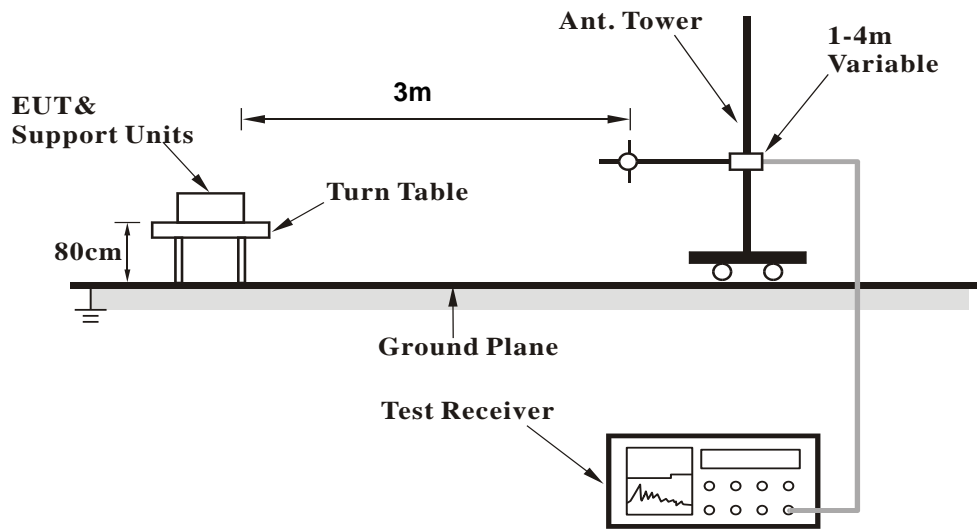 Ant. Tower
1-4m
Variable
3m
EUT&
Support Units
Turn Table
80cm
Ground Plane
Test Receiver